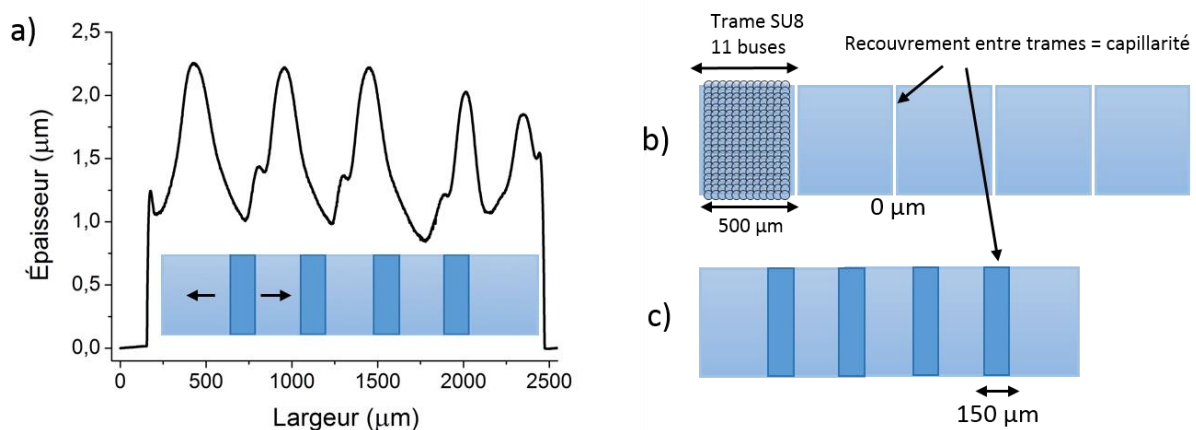 a)
Épaisseur (μm)
2,5
2,0
1,5
1,0
0,5
0,0
0
500
1000
1500
2000
2500
Largeur (μm)
b)
Trame SU8
11 buses
Recouvrement entre trames = capillarité
0 μm
500 μm
c)
150 μm